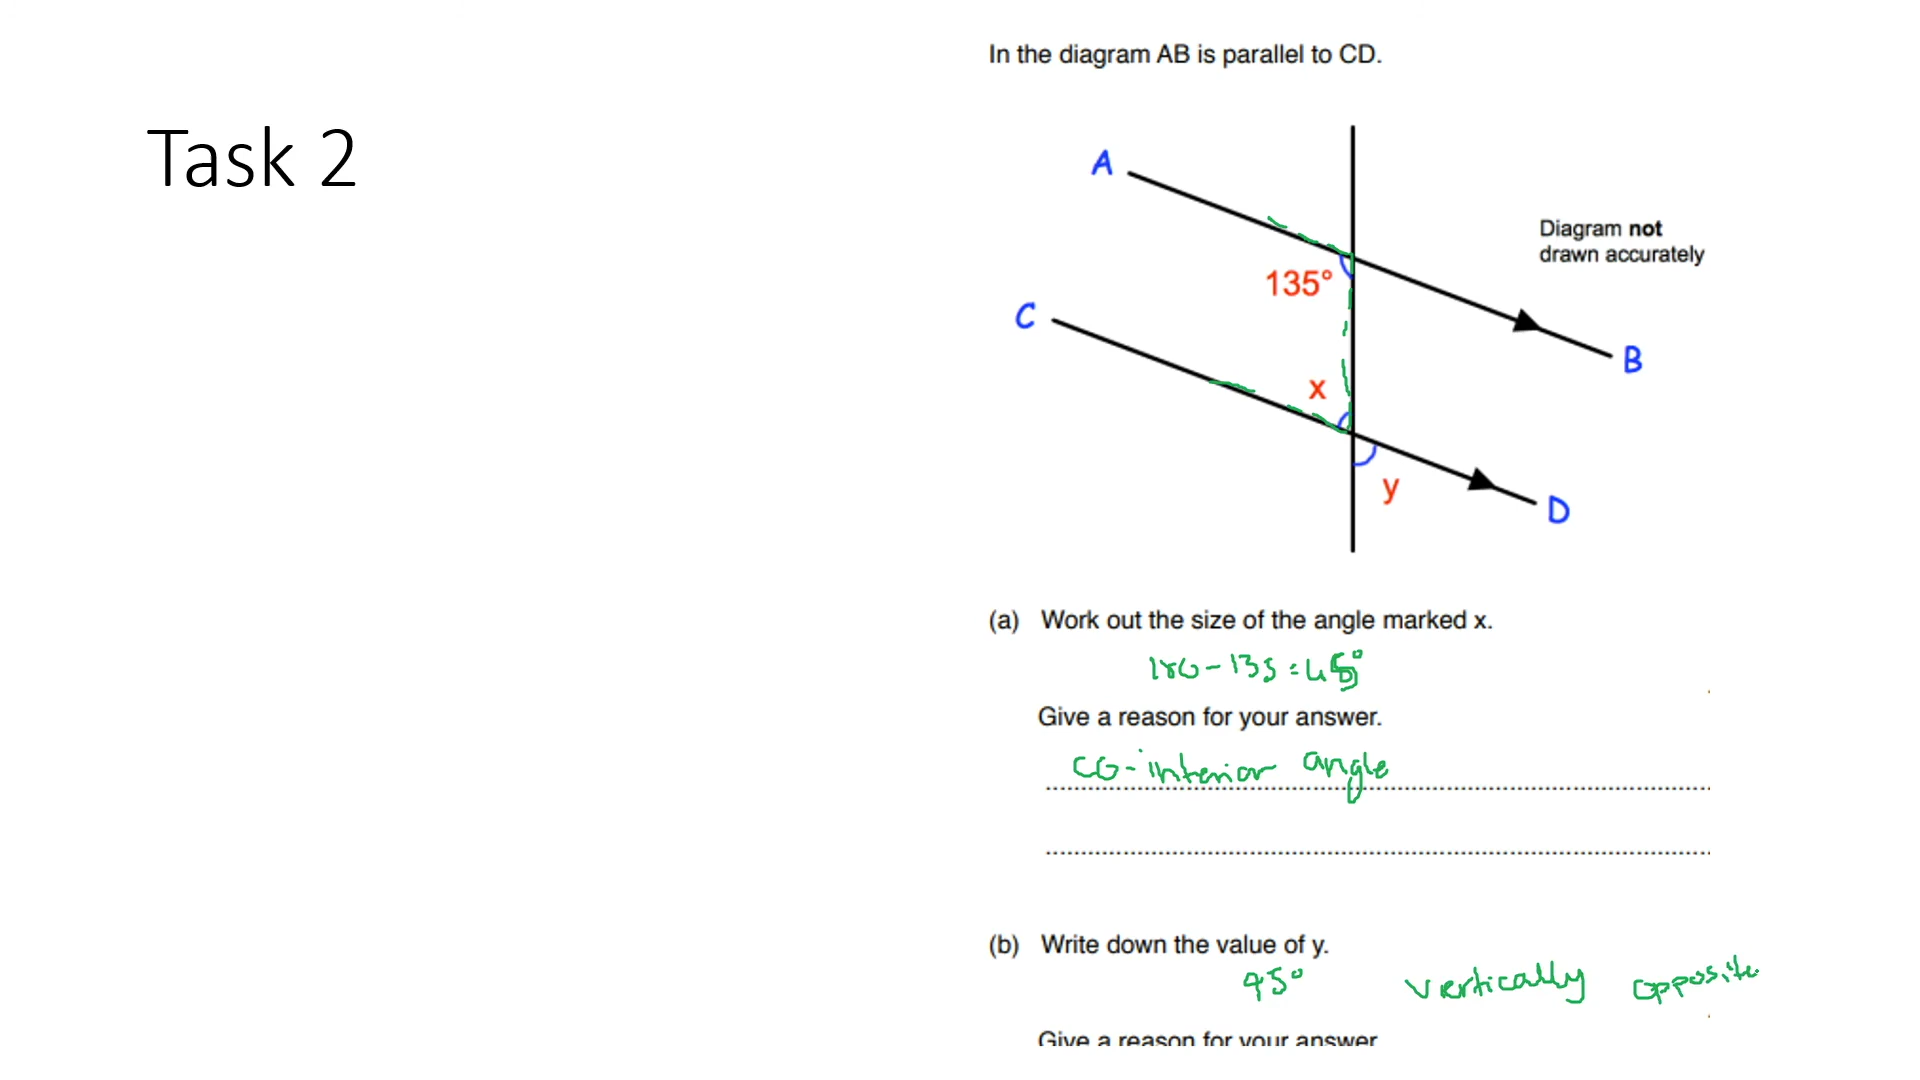 Task 2
In the diagram AB is parallel to CD.
A
Diagram not
drawn accurately
135°
C
B
x
y
D
(a) Work out the size of the angle marked x.
180-135=45°
Give a reason for your answer.
co-interior angle
(b) Write down the value of y.
45° vertically opposite
Give a reason for your answer